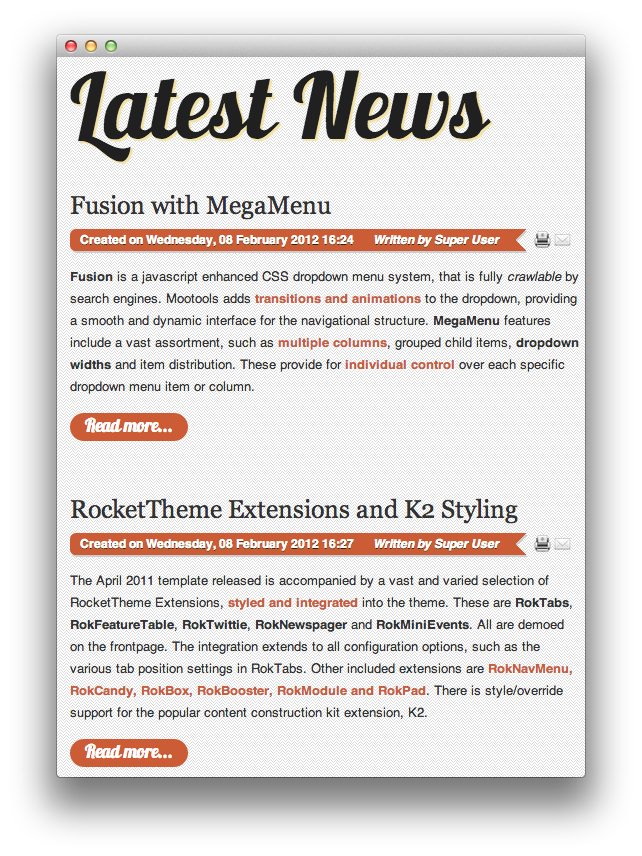 Latest News
Fusion with MegaMenu
Created on Wednesday, 08 February 2012 16:24 Written by Super User
Fusion is a javascript enhanced CSS dropdown menu system, that is fully crawlable by
search engines. Mootools adds transitions and animations to the dropdown, providing
a smooth and dynamic interface for the navigational structure. MegaMenu features
include a vast assortment, such as multiple columns, grouped child items, dropdown
widths and item distribution. These provide for individual control over each specific
dropdown menu item or column.
Read more...
RocketTheme Extensions and K2 Styling
Created on Wednesday, 08 February 2012 16:27 Written by Super User
The April 2011 template released is accompanied by a vast and varied selection of
RocketTheme Extensions, styled and integrated into the theme. These are RokTabs,
RokFeatureTable, RokTwittie, RokNewspager and RokMiniEvents. All are demoed
on the frontpage. The integration extends to all configuration options, such as the
various tab position settings in RokTabs. Other included extensions are RokNavMenu,
RokCandy, RokBox, RokBooster, RokModule and RokPad. There is style/override
support for the popular content construction kit extension, K2.
Read more...